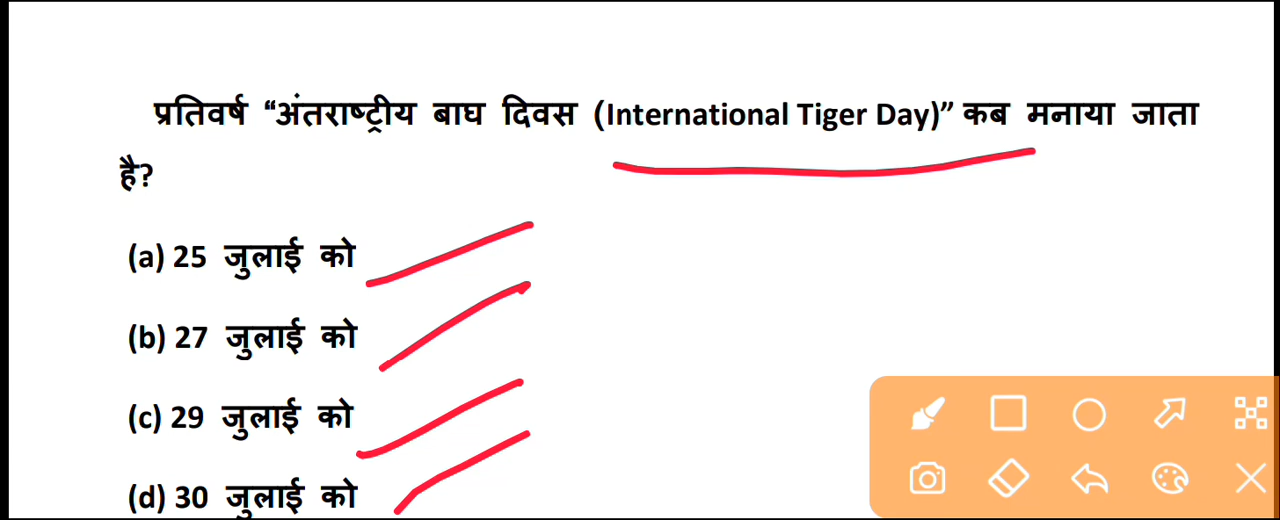 प्रतिवर्ष “अंतराष्ट्रीय बाघ दिवस (International Tiger Day)” कब मनाया जाता
है?
(a) 25 जुलाई को
(b) 27 जुलाई को
(c) 29 जुलाई को
(d) 30 जुलाई को